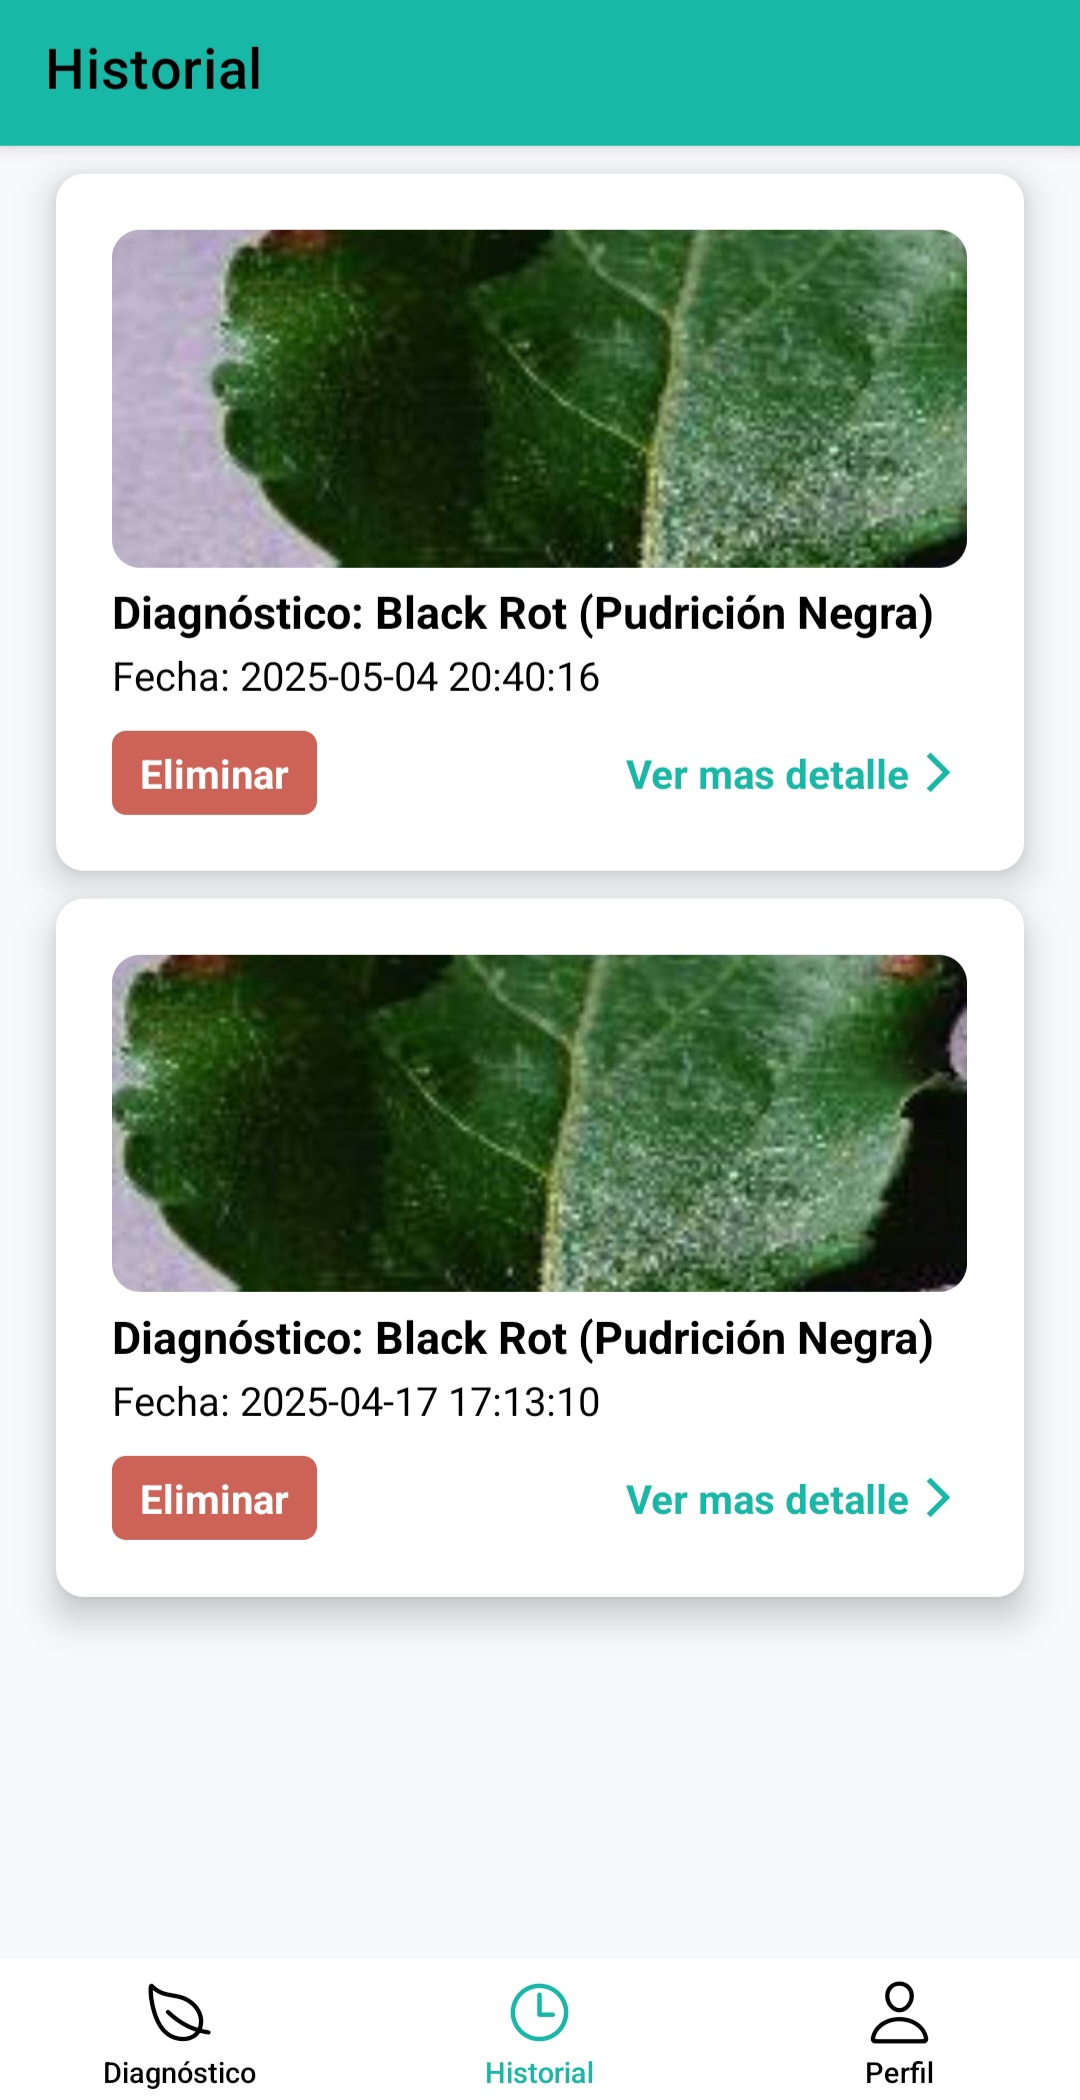 Historial
Diagnóstico: Black Rot (Pudrición Negra)
Fecha: 2025-05-04 20:40:16
Eliminar
Ver mas detalle
Diagnóstico: Black Rot (Pudrición Negra)
Fecha: 2025-04-17 17:13:10
Eliminar
Ver mas detalle
Diagnóstico
Historial
Perfil